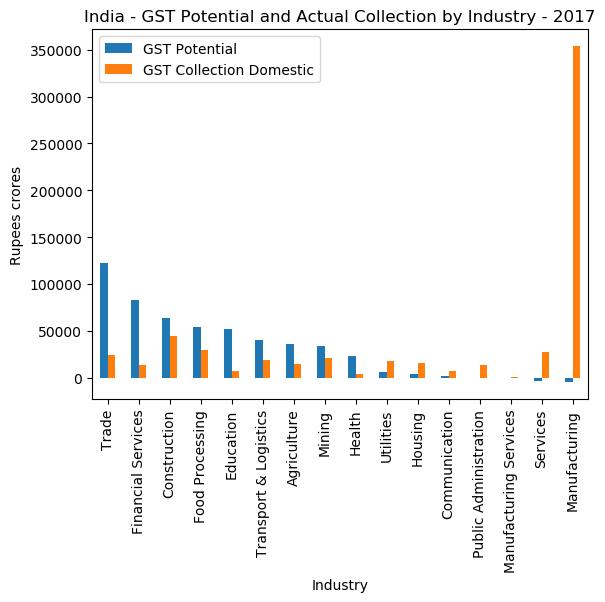 India - GST Potential and Actual Collection by Industry - 2017
GST Potential
GST Collection Domestic
Rupees crores
350000
300000
250000
200000
150000
100000
50000
0
Trade
Financial Services
Construction
Food Processing
Education
Transport & Logistics
Agriculture
Mining
Health
Utilities
Housing
Communication
Public Administration
Manufacturing Services
Services
Manufacturing
Industry